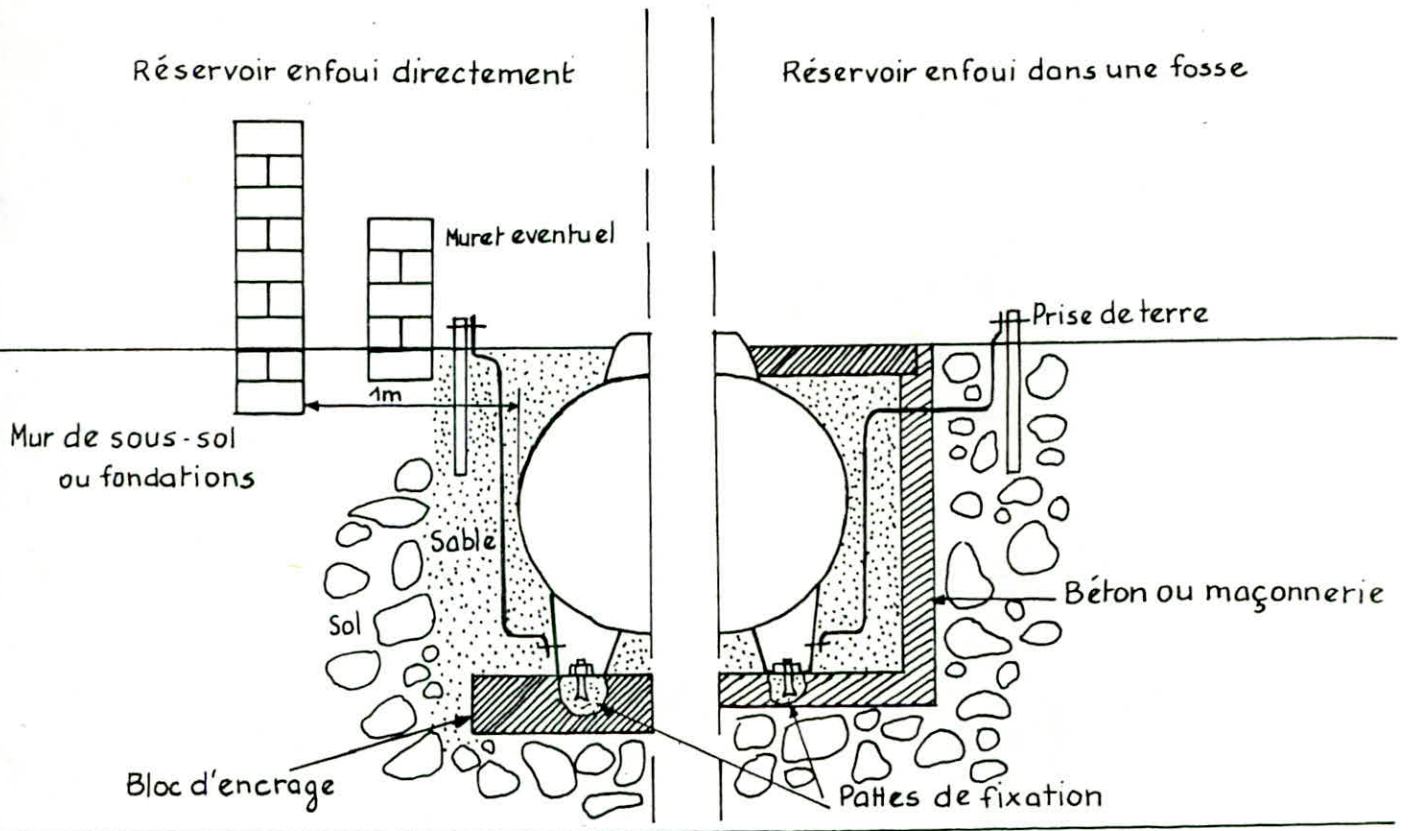 Réservoir enfoui directement
Réservoir enfoui dans une fosse
Muret eventuel
Prise de terre
1m
Mur de sous-sol
ou fondations
Sable
Sol
Béton ou maçonnerie
Bloc d'encrage
Pattes de fixation